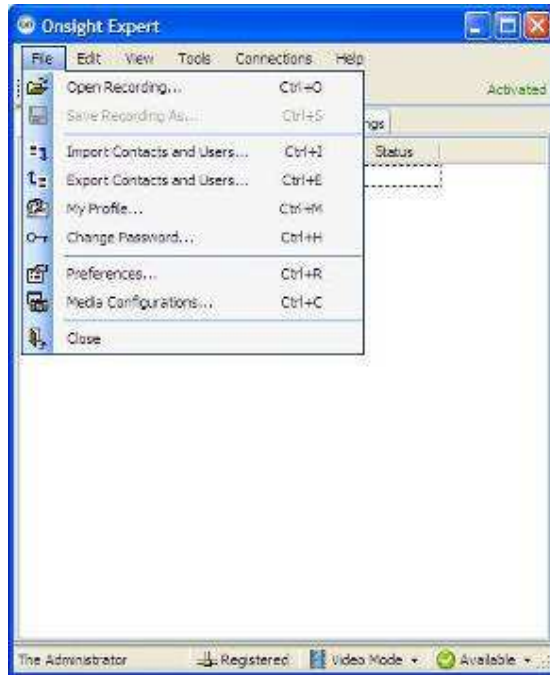 Onsight Expert
File Edit View Tools Connections Help
Open Recording... Ctrl+O
Activated
Save Recording As... Ctrl+S
ngs
Import Contacts and Users... Ctrl+I
Status
Export Contacts and Users... Ctrl+E
My Profile... Ctrl+M
Change Password... Ctrl+H
Preferences... Ctrl+R
Media Configurations... Ctrl+C
Close
The Administrator Registered Video Mode Available